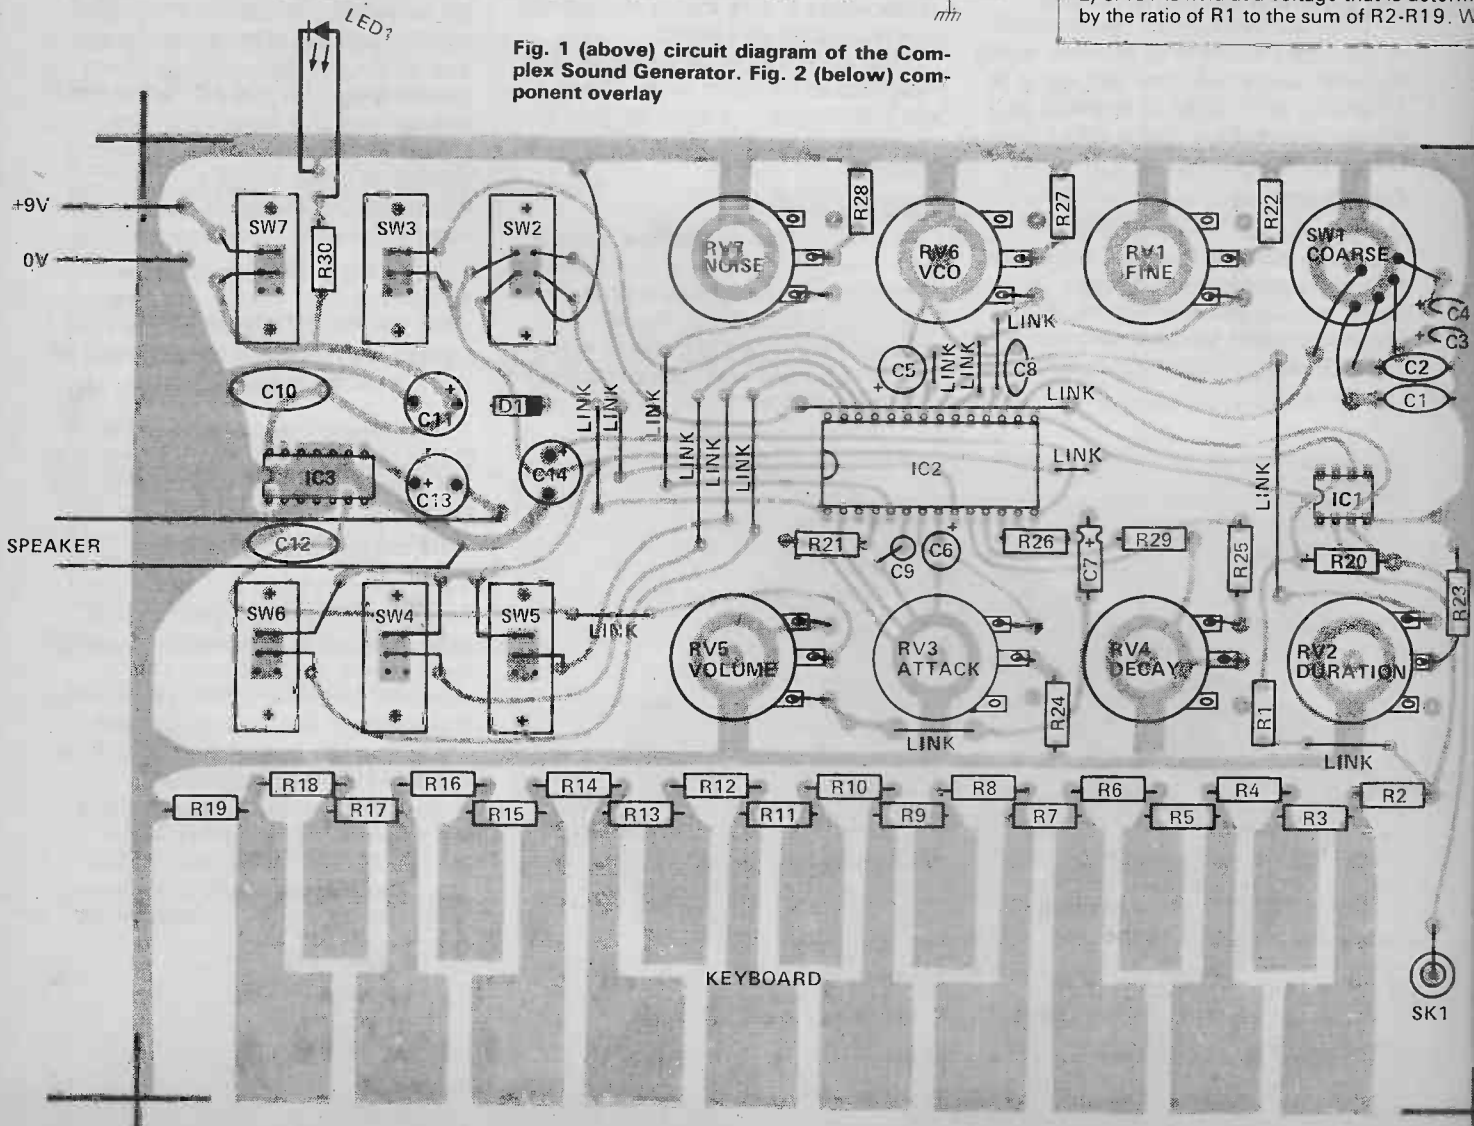 by the ratio of R1 to the sum of R2-R19. W
LED?
Fig. 1 (above) circuit diagram of the Com-
plex Sound Generator. Fig. 2 (below) com-
ponent overlay
+9V
0V
SW7
R30
SW3
SW2
RV7
NOISE
R28
RV6
VCO
R27
RV1
FINE
R22
SW1
COARSE
C4
C3
C2
C1
LINK
C5
LINK
LINK
C8
LINK
C10
C11
D1
LINK
LINK
LINK
LINK
LINK
LINK
IC3
C13
C14
IC2
LINK
LINK
IC1
SPEAKER
C12
R21
C9
C6
R26
C7
R29
R25
R20
R23
SW6
SW4
SW5
LINK
RV5
VOLUME
RV3
ATTACK
RV4
DECAY
RV2
DURATION
R24
R1
LINK
LINK
R18
R16
R14
R12
R10
R8
R6
R4
R2
R19
R17
R15
R13
R11
R9
R7
R5
R3
KEYBOARD
SK1